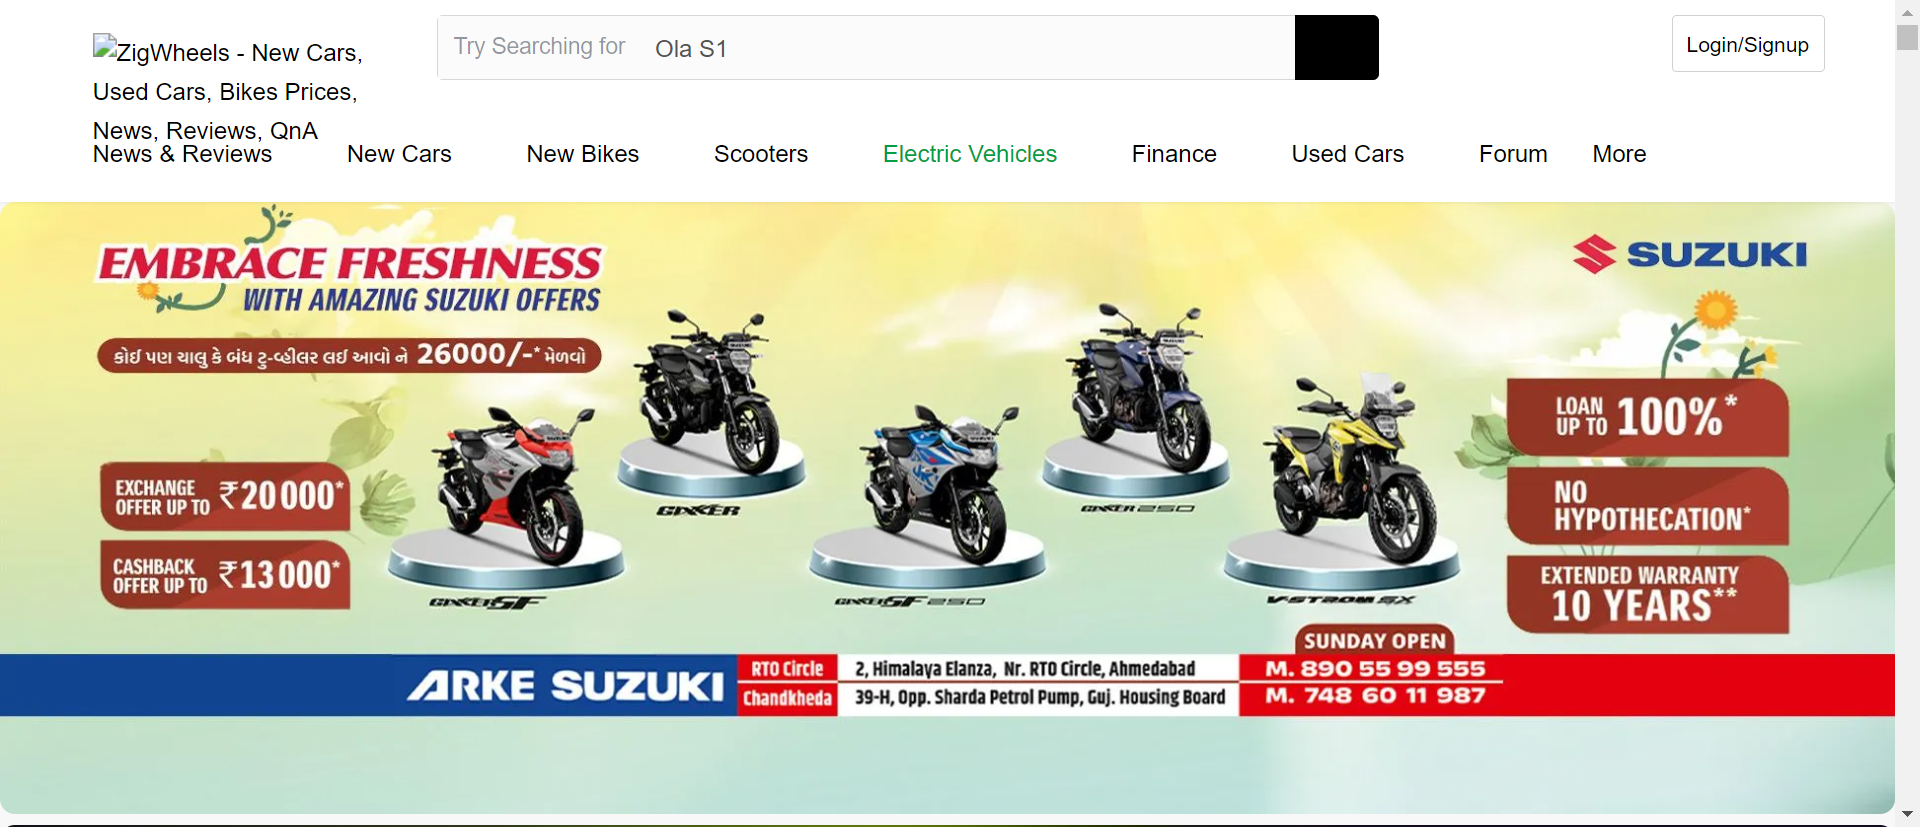 ZigWheels - New Cars,
Used Cars, Bikes Prices,
News, Reviews, QnA
Try Searching for Ola S1
Login/Signup
News & Reviews New Cars New Bikes Scooters Electric Vehicles Finance Used Cars Forum More
EMBRACE FRESHNESS
WITH AMAZING SUZUKI OFFERS
SUZUKI
કોઈ પણ ચાલુ કે બંધ ટુ-વ્હીલર લઈ આવો ને 26000/-* મેળવો
EXCHANGE
OFFER UP TO ₹20 000*
CASHBACK
OFFER UP TO ₹13 000*
GIXXER
GIXXER 250
GIXXER SF
GIXXER SF 250
V-STROM SX
LOAN
UP TO 100%*
NO
HYPOTHECATION*
EXTENDED WARRANTY
10 YEARS**
SUNDAY OPEN
ARKE SUZUKI
RTO Circle 2, Himalaya Elanza, Nr. RTO Circle, Ahmedabad M. 890 55 99 555
Chandkheda 39-H, Opp. Sharda Petrol Pump, Guj. Housing Board M. 748 60 11 987